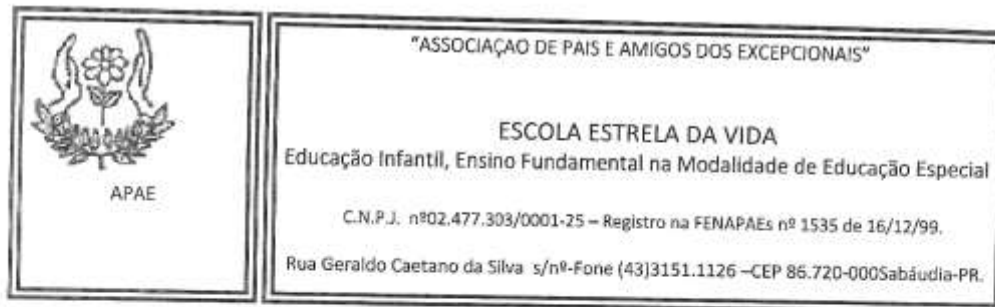 APAE
"ASSOCIAÇAO DE PAIS E AMIGOS DOS EXCEPCIONAIS"
ESCOLA ESTRELA DA VIDA
Educação Infantil, Ensino Fundamental na Modalidade de Educação Especial
C.N.P.J. nº02.477.303/0001-25 – Registro na FENAPAEs nº 1535 de 16/12/99.
Rua Geraldo Caetano da Silva s/nº-Fone (43)3151.1126 –CEP 86.720-000Sabáudia-PR.